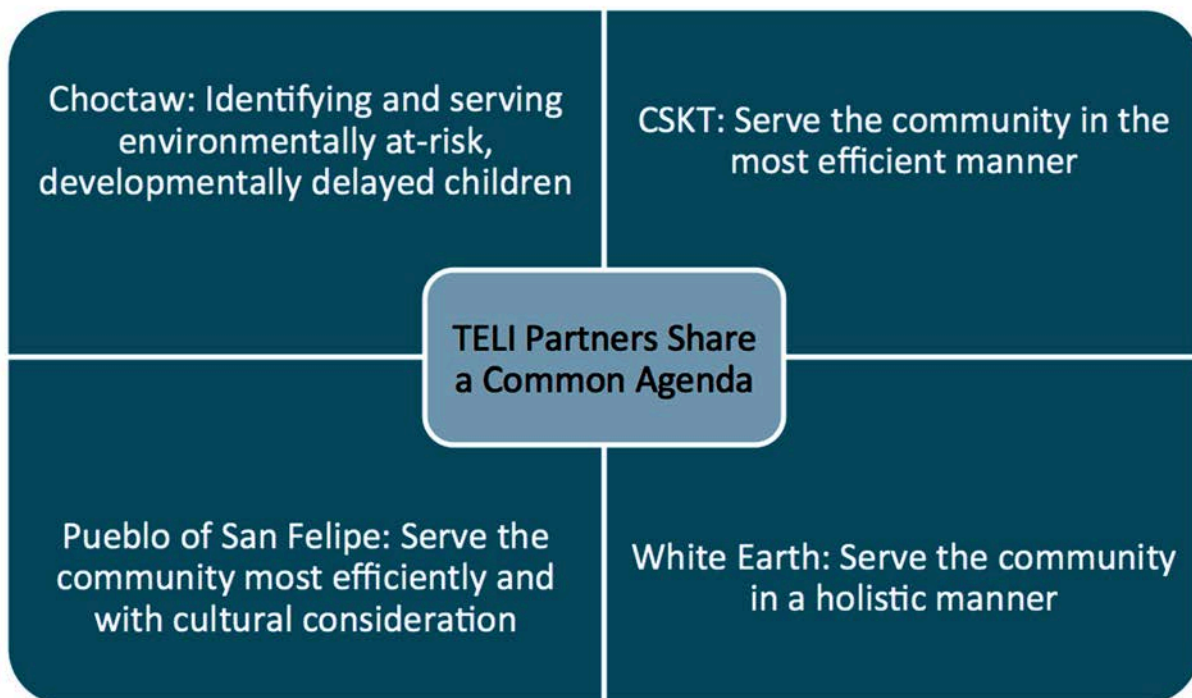 Choctaw: Identifying and serving
environmentally at-risk,
developmentally delayed children
CSKT: Serve the community in the
most efficient manner
TELI Partners Share
a Common Agenda
Pueblo of San Felipe: Serve the
community most efficiently and
with cultural consideration
White Earth: Serve the community
in a holistic manner